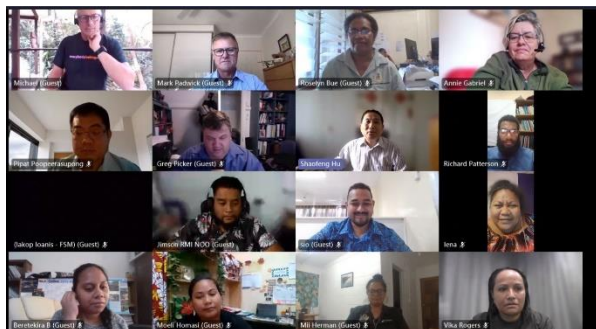 Michael (Guest)
Mark Padwick (Guest)
Roselyn Bue (Guest)
Annie Gabriel (Guest)
Pipat Poopeerasupong
Greg Picker (Guest)
Shaofeng Hu
Richard Patterson
(Iakop Ioanis - FSM) (Guest)
Jimson RMI NOO (Guest)
Iso (Guest)
Iena
Beretekira B (Guest)
Moeli Homasi (Guest)
Mii Herman (Guest)
Vika Rogers